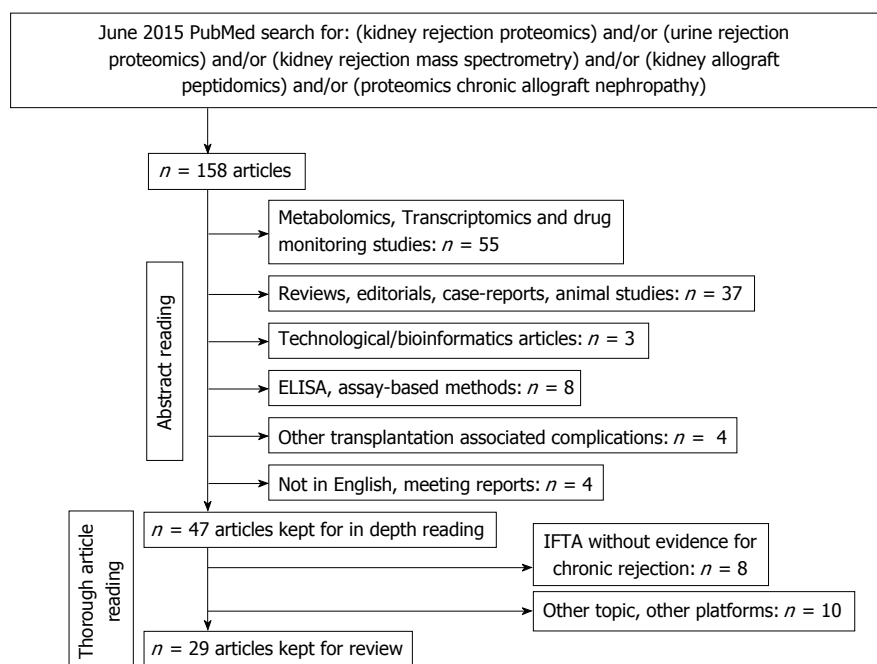 June 2015 PubMed search for: (kidney rejection proteomics) and/or (urine rejection
proteomics) and/or (kidney rejection mass spectrometry) and/or (kidney allograft
peptidomics) and/or (proteomics chronic allograft nephropathy)
n = 158 articles
Abstract reading
Metabolomics, Transcriptomics and drug
monitoring studies: n = 55
Reviews, editorials, case-reports, animal studies: n = 37
Technological/bioinformatics articles: n = 3
ELISA, assay-based methods: n = 8
Other transplantation associated complications: n = 4
Not in English, meeting reports: n = 4
Thorough article
reading
n = 47 articles kept for in depth reading
IFTA without evidence for
chronic rejection: n = 8
Other topic, other platforms: n = 10
n = 29 articles kept for review